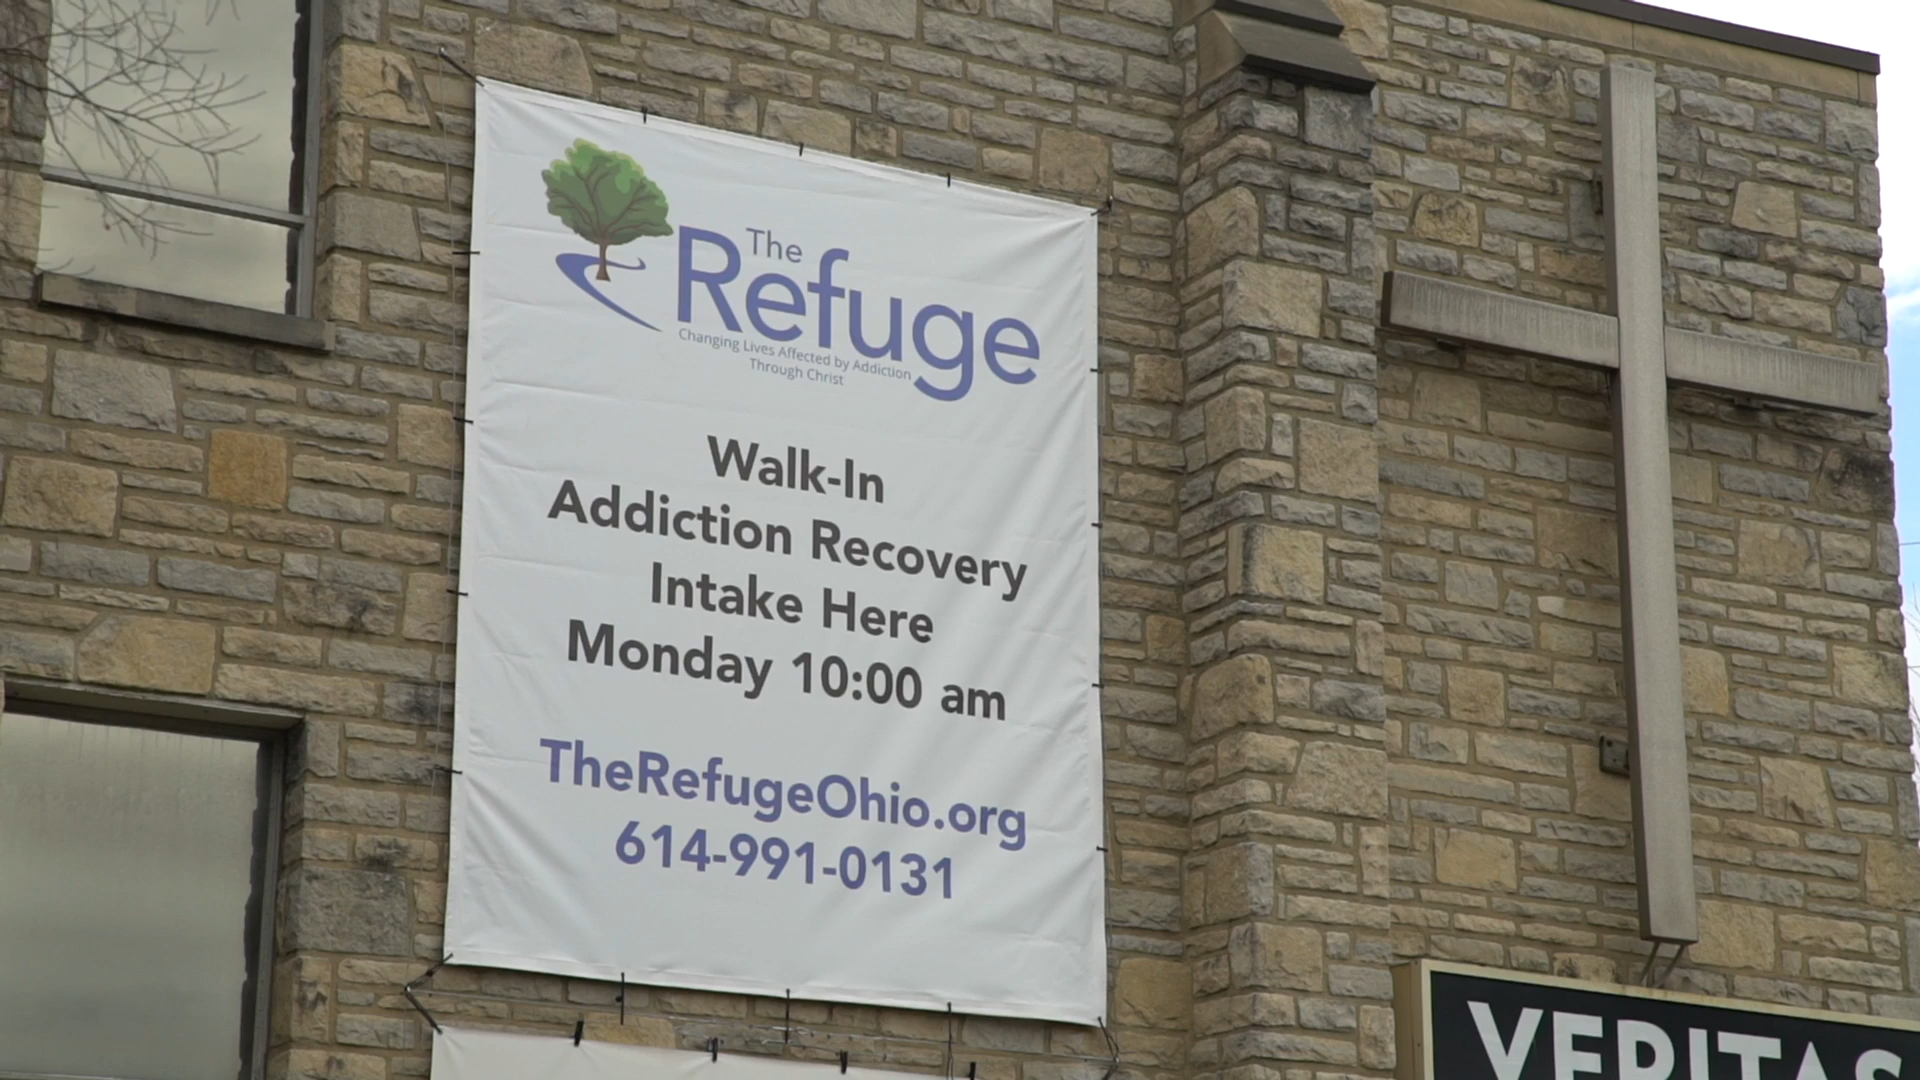 The
Refuge
Changing Lives Affected by Addiction
Through Christ
Walk-In
Addiction Recovery
Intake Here
Monday 10:00 am
TheRefugeOhio.org
614-991-0131
VERITAS